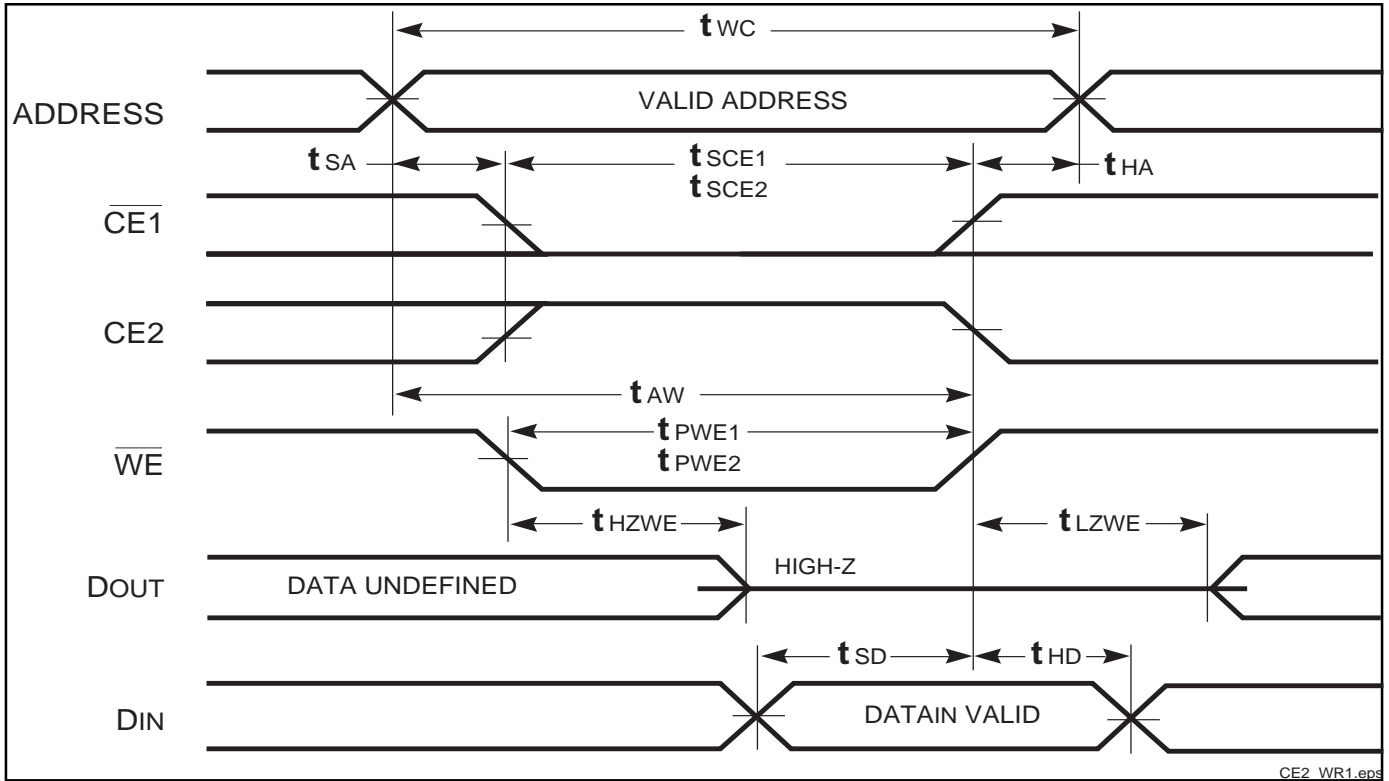 tWC
ADDRESS
VALID ADDRESS
tSA
tSCE1
tSCE2
tHA
CE1
CE2
tAW
tPWE1
tPWE2
WE
tHZWE
tLZWE
HIGH-Z
DOUT
DATA UNDEFINED
tSD
tHD
DIN
DATAIN VALID
CE2_WR1.eps